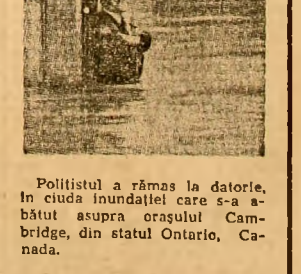 Polițistul a rămas la datorie,
în ciuda inundației care s-a a-
bătut asupra orașului Cam-
bridge, din statul Ontario, Ca-
nada.